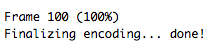 Frame 100 (100%)
Finalizing encoding... done!